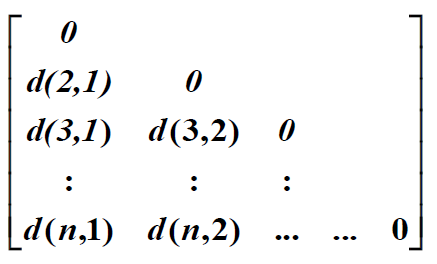 0
d(2,1) 0
d(3,1) d(3,2) 0
: : :
d(n,1) d(n,2) ... ... 0